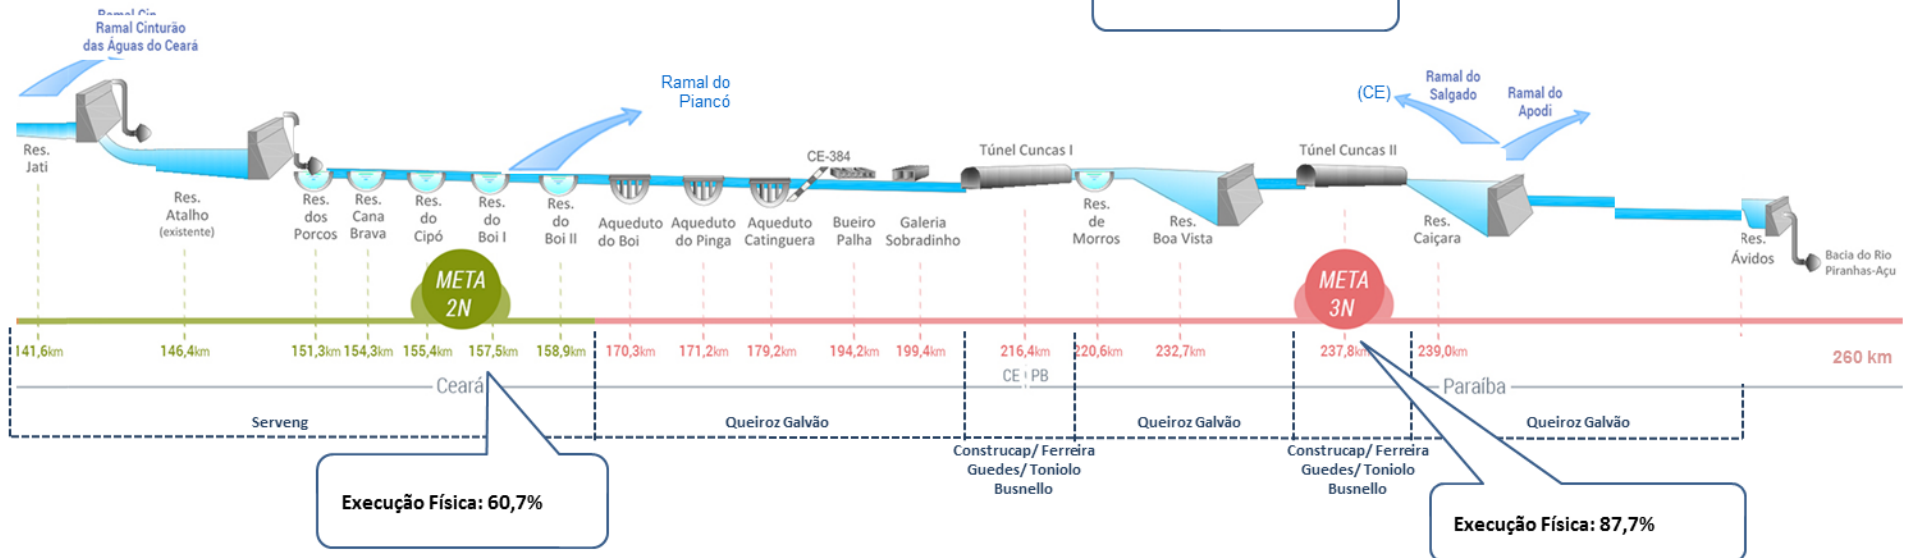 Ramal Cin
Ramal Cinturão
das Águas do Ceará
Ramal do
Piancó
(CE)
Ramal do
Salgado
Ramal do
Apodi
Res.
Jati
Res.
Atalho
(existente)
Res.
dos
Porcos
Res.
Cana
Brava
Res.
do
Cipó
Res.
do
Boi I
Res.
do
Boi II
Aqueduto
do Boi
Aqueduto
do Pinga
Aqueduto
Catinguera
CE-384
Bueiro
Palha
Galeria
Sobradinho
Túnel Cuncas I
Res.
de
Morros
Res.
Boa Vista
Túnel Cuncas II
Res.
Caiçara
Res.
Ávidos
Bacia do Rio
Piranhas-Açu
META
2N
META
3N
141,6km
146,4km
151,3km
154,3km
155,4km
157,5km
158,9km
170,3km
171,2km
179,2km
194,2km
199,4km
216,4km
220,6km
232,7km
237,8km
239,0km
260 km
Ceará
CE PB
Paraíba
Serveng
Queiroz Galvão
Construcap/ Ferreira
Guedes/ Toniolo
Busnello
Queiroz Galvão
Construcap/ Ferreira
Guedes/ Toniolo
Busnello
Queiroz Galvão
Execução Física: 60,7%
Execução Física: 87,7%